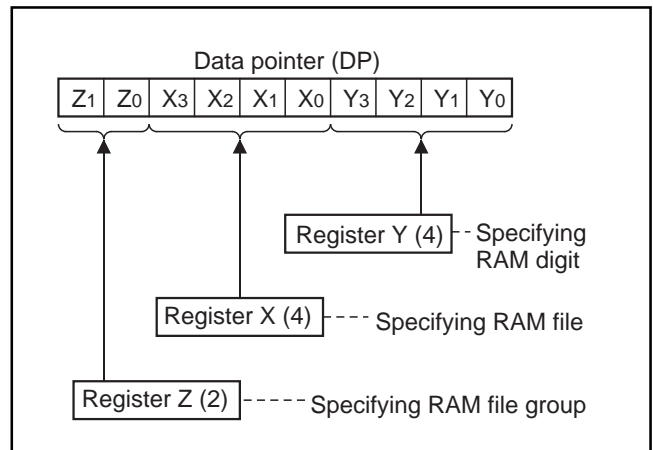 Data pointer (DP)
Z1 Z0 X3 X2 X1 X0 Y3 Y2 Y1 Y0
Register Y (4)
Specifying
RAM digit
Register X (4)
Specifying RAM file
Register Z (2)
Specifying RAM file group